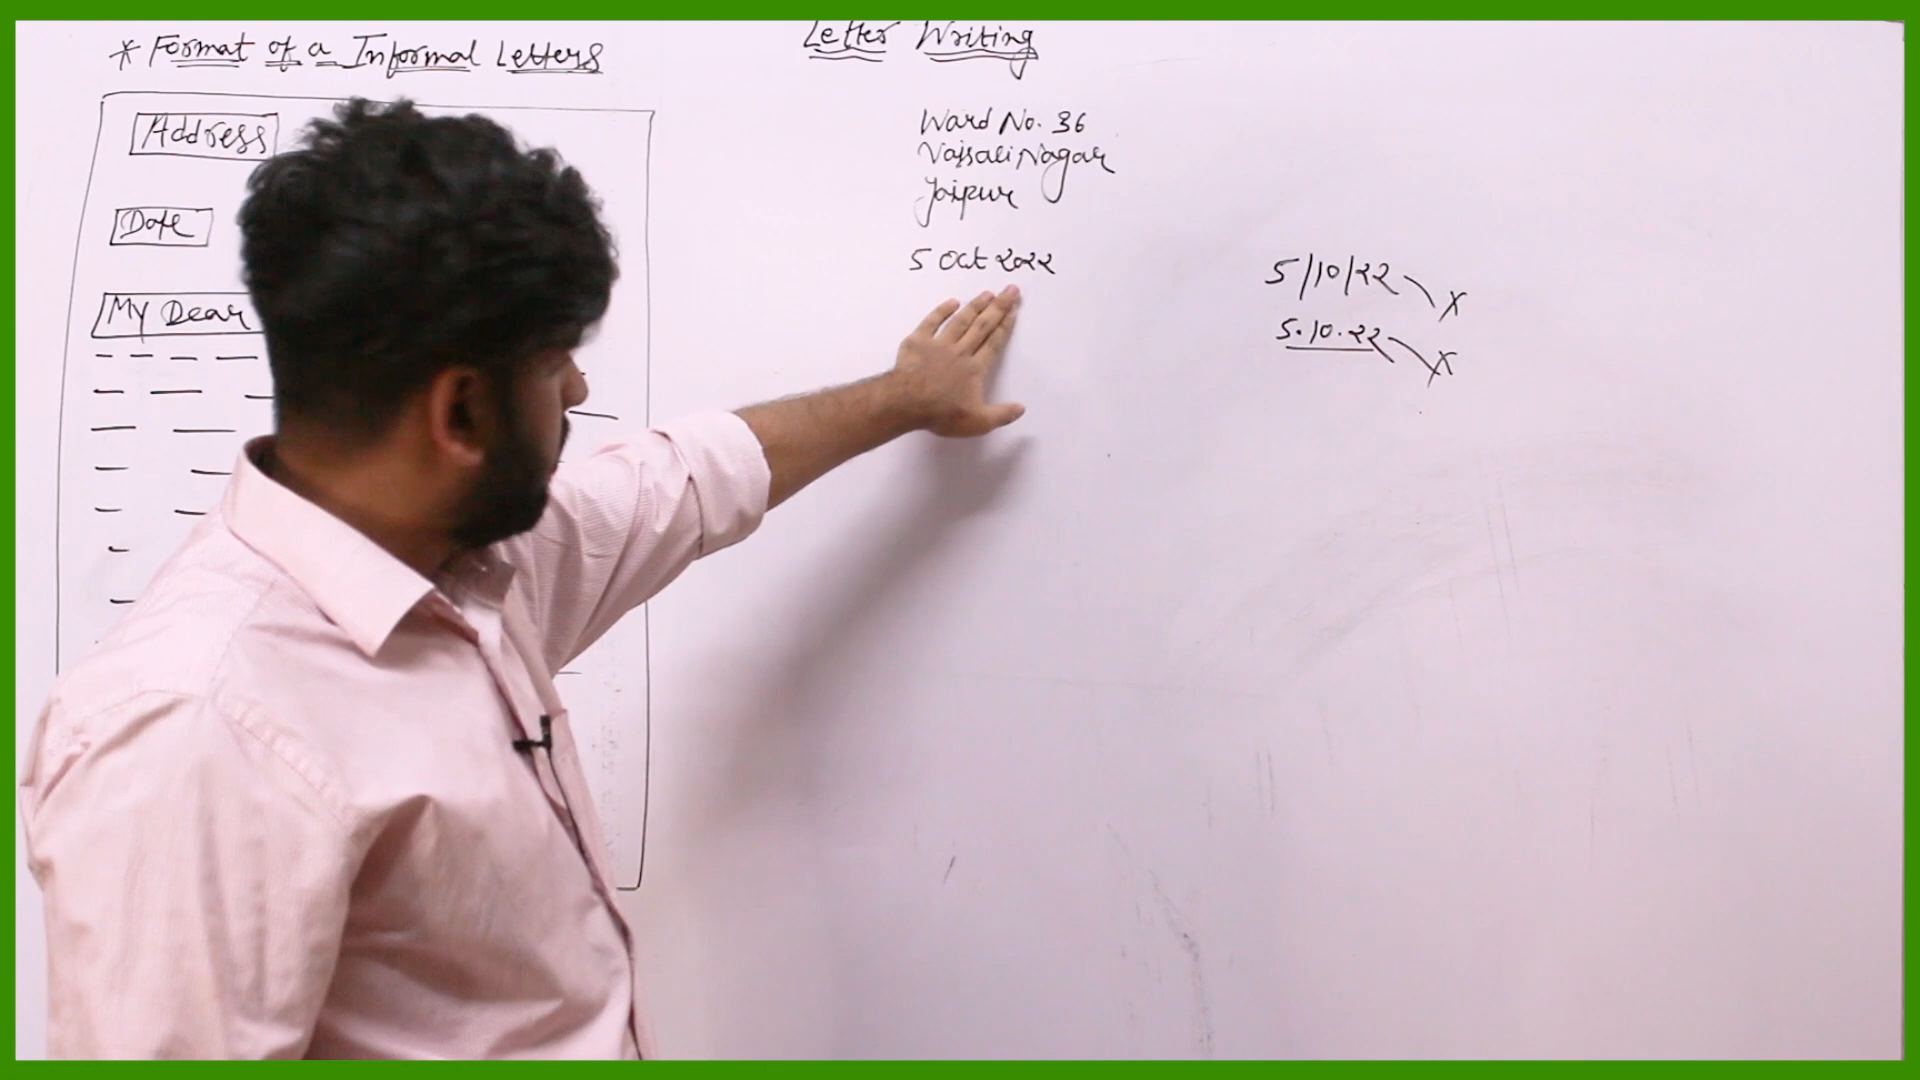 * Format of a Informal Letters
Address
Date
My Dear
Letter Writing
Ward No. 36
Vaisali Nagar
Jaipur
5 Oct 2022
5/10/22 x
5.10.22 x